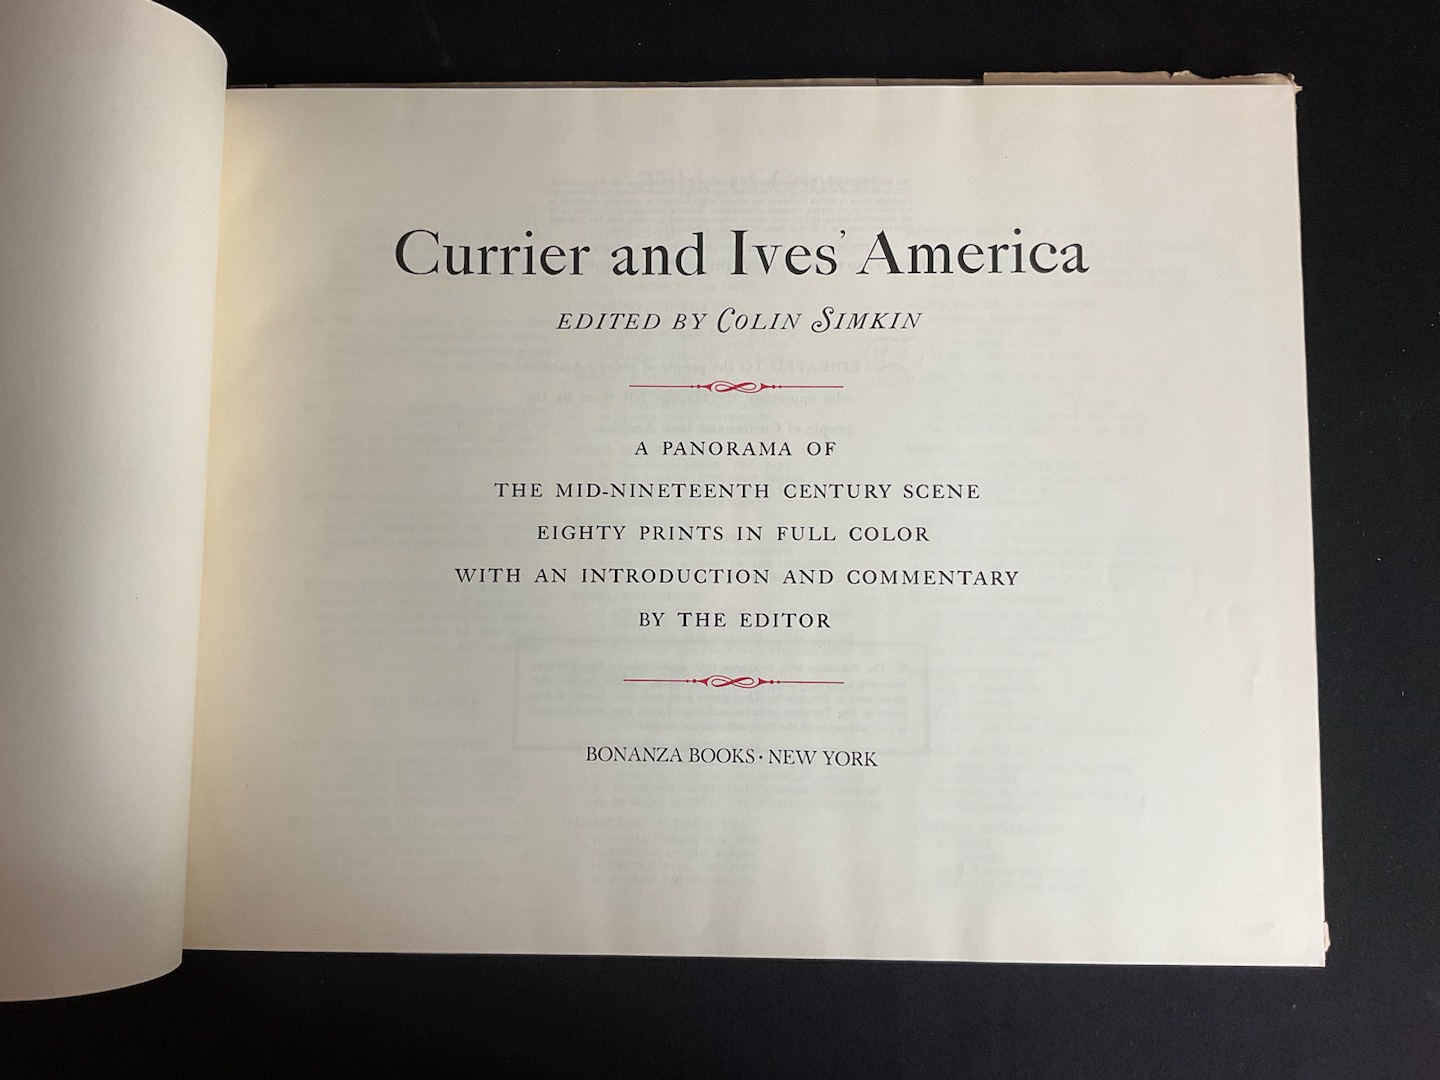 Currier and Ives' America
EDITED BY COLIN SIMKIN
A PANORAMA OF
THE MID-NINETEENTH CENTURY SCENE
EIGHTY PRINTS IN FULL COLOR
WITH AN INTRODUCTION AND COMMENTARY
BY THE EDITOR
BONANZA BOOKS · NEW YORK